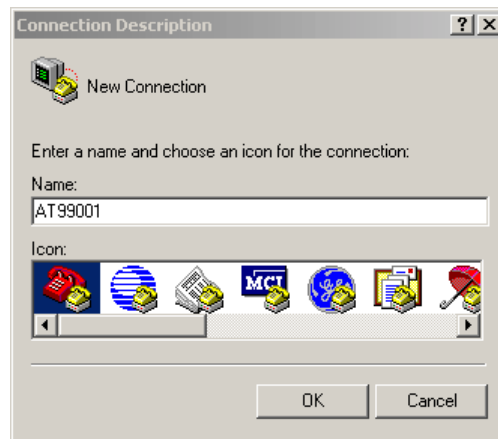 Connection Description
New Connection
Enter a name and choose an icon for the connection:
Name:
AT99001
Icon:
MCI
OK
Cancel